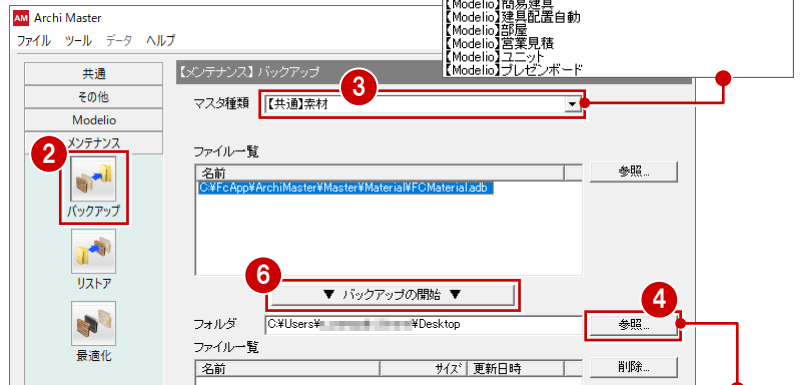 【Modelio】簡易建具
【Modelio】建具配置自動
【Modelio】部屋
【Modelio】営業見積
【Modelio】ユニット
【Modelio】プレゼンボード
AM Archi Master
ファイル ツール データ ヘルプ
共通
その他
Modelio
メンテナンス
2
バックアップ
リストア
最適化
【メンテナンス】バックアップ
3
マスタ種類 【共通】素材
ファイル一覧
名前
参照...
C:¥FcApp¥ArchiMaster¥Master¥Material¥FCMaterial.adb
6
▼ バックアップの開始 ▼
4
フォルダ C:¥Users¥ ¥Desktop 参照...
ファイル一覧
名前 サイズ 更新日時 削除...